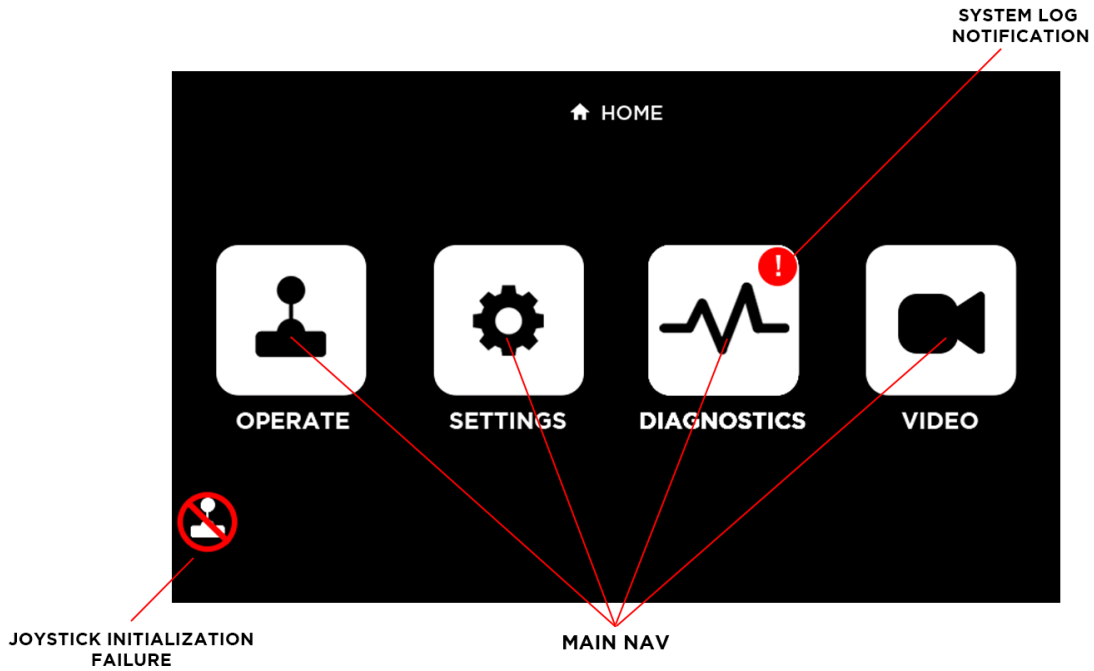 SYSTEM LOG
NOTIFICATION
HOME
!
OPERATE
SETTINGS
DIAGNOSTICS
VIDEO
JOYSTICK INITIALIZATION
FAILURE
MAIN NAV